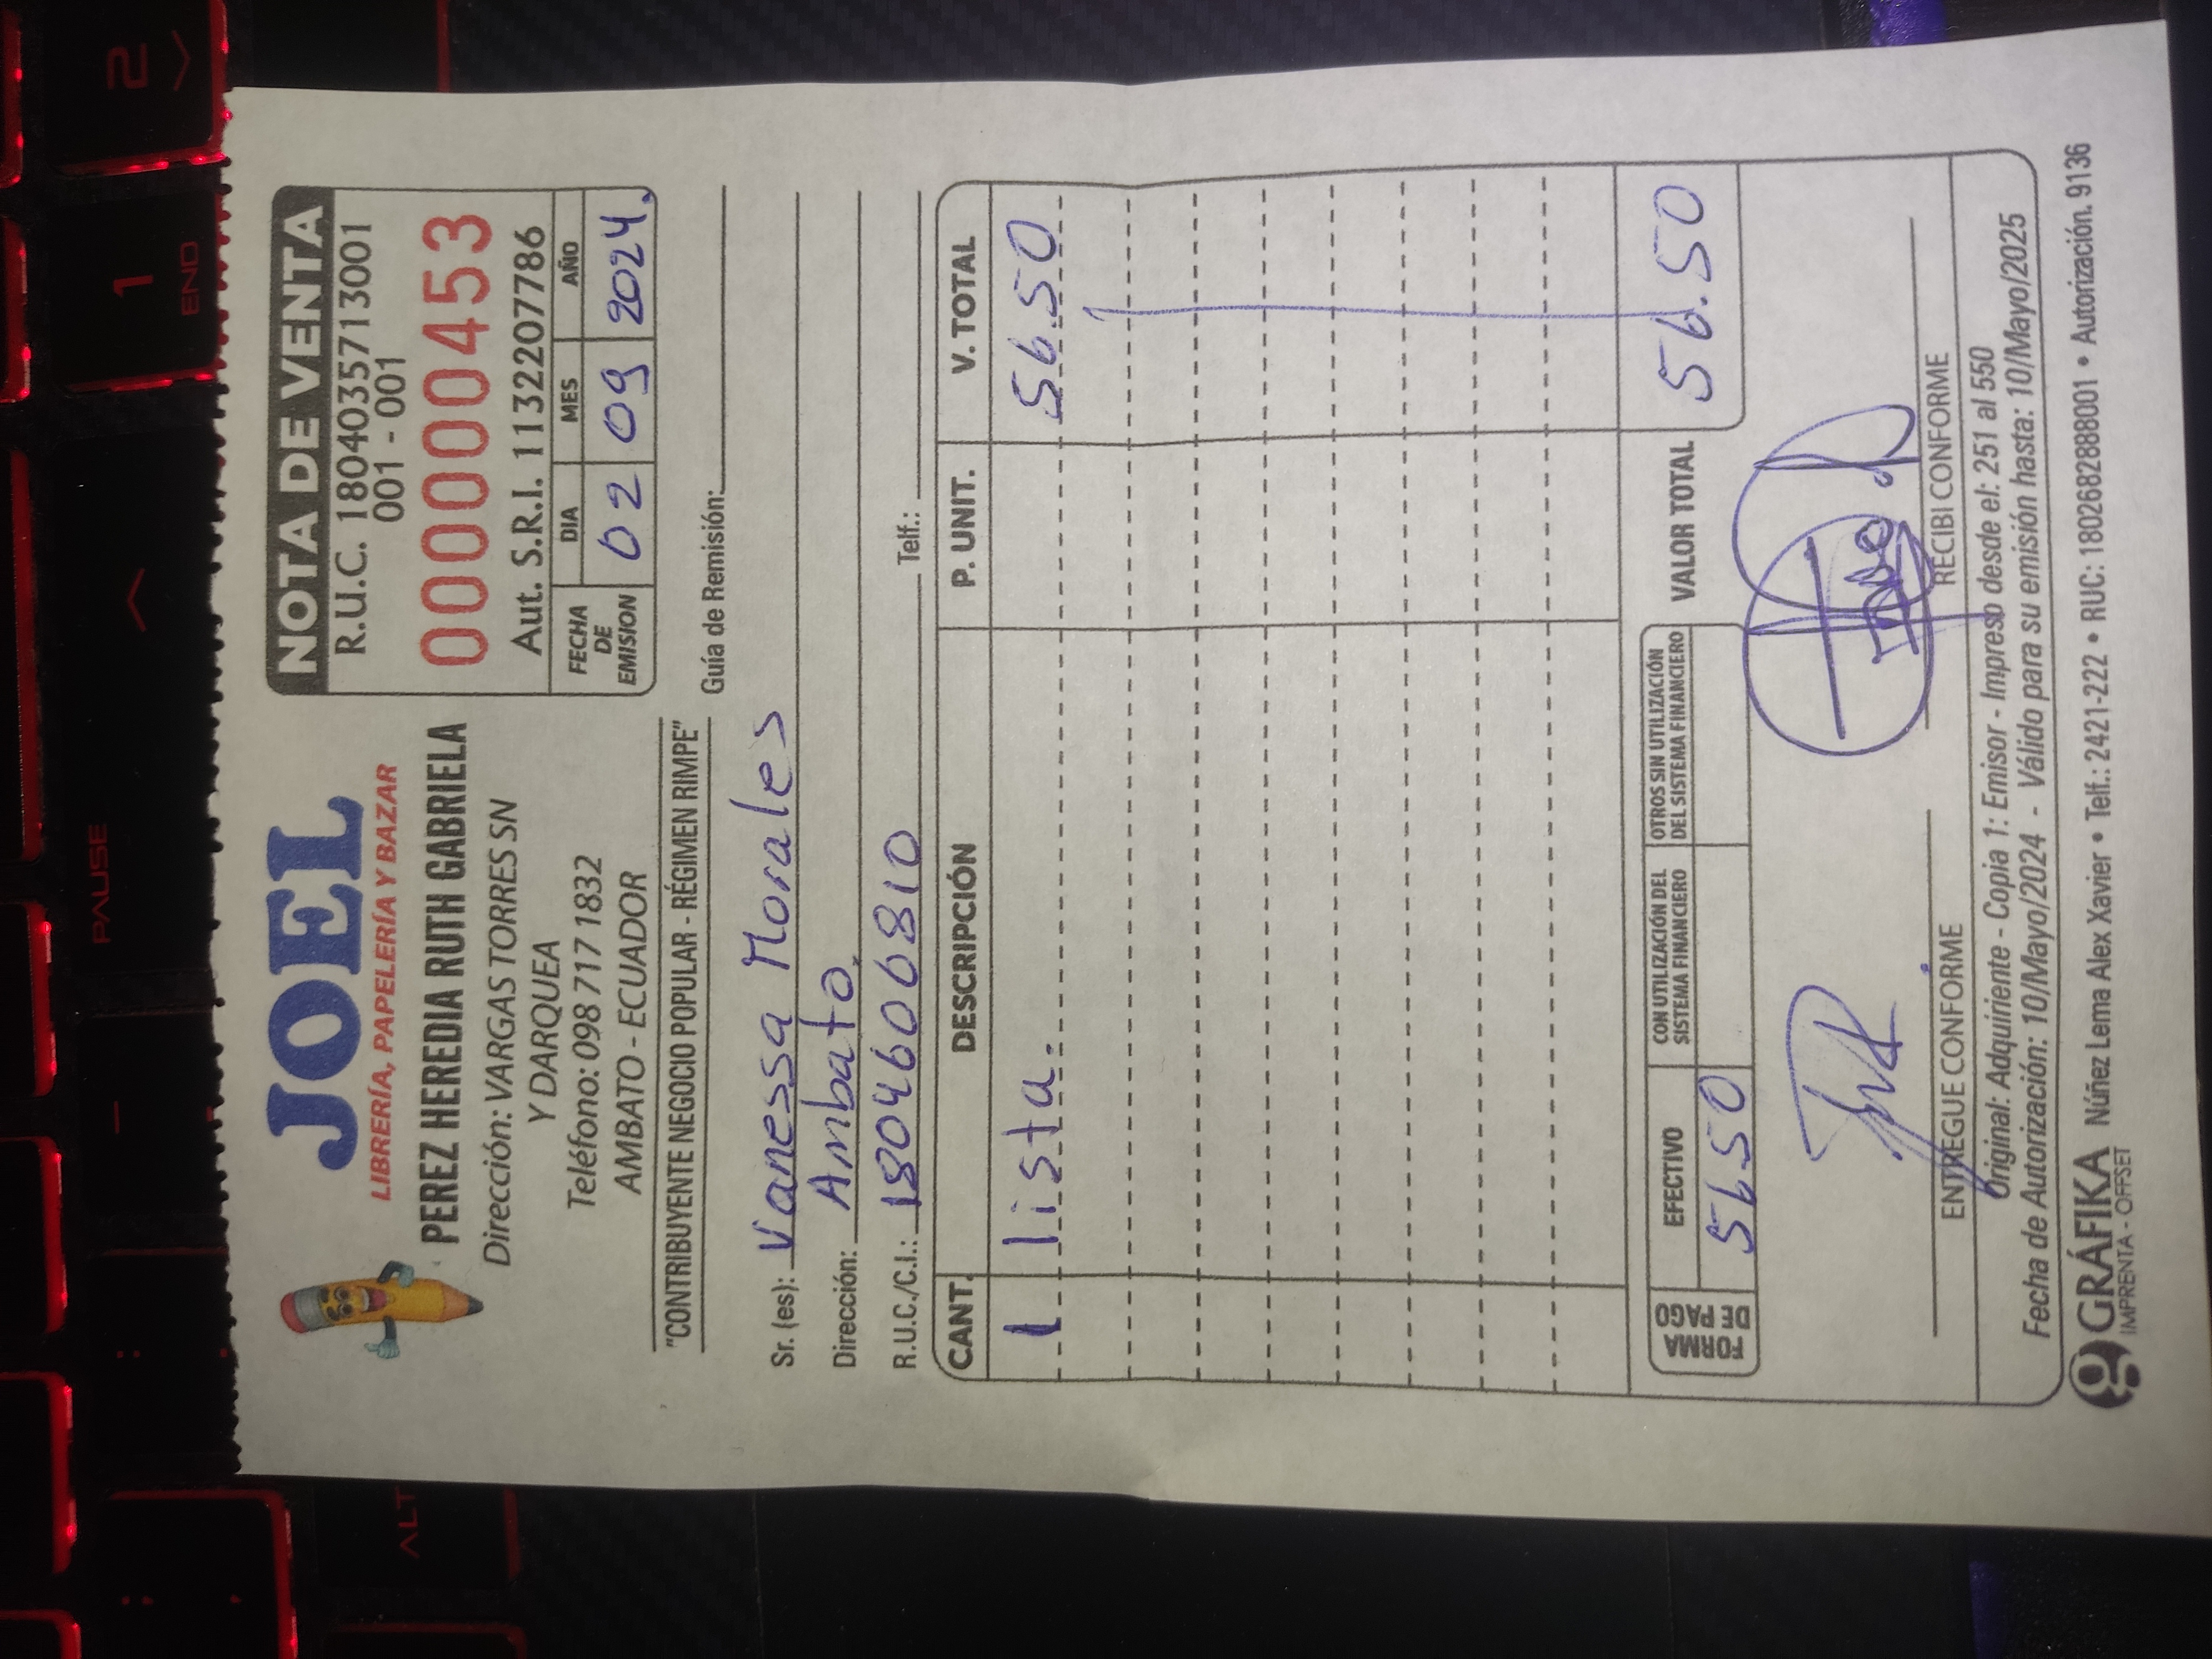 PAUSE
1
END
2
ALT
JOEL
LIBRERÍA, PAPELERÍA Y BAZAR
PEREZ HEREDIA RUTH GABRIELA
Dirección: VARGAS TORRES SN
Y DARQUEA
Teléfono: 098 717 1832
AMBATO - ECUADOR
"CONTRIBUYENTE NEGOCIO POPULAR - RÉGIMEN RIMPE"
NOTA DE VENTA
R.U.C. 1804035713001
001 - 001
000000453
Aut. S.R.I. 1132207786
FECHA DE EMISION
DIA MES AÑO
02 09 2024.
Guía de Remisión:
Sr. (es): Vanessa Morales
Dirección: Ambato.
R.U.C./C.I.: 1804600810 Telf.:
CANT. DESCRIPCIÓN P. UNIT. V. TOTAL
1 lista. 56.50
FORMA DE PAGO
EFECTIVO
CON UTILIZACIÓN DEL SISTEMA FINANCIERO
OTROS SIN UTILIZACIÓN DEL SISTEMA FINANCIERO
56.50
VALOR TOTAL 56.50
ENTREGUE CONFORME RECIBI CONFORME
Original: Adquiriente - Copia 1: Emisor - Impreso desde el: 251 al 550
Fecha de Autorización: 10/Mayo/2024 - Válido para su emisión hasta: 10/Mayo/2025
GRÁFIKA
IMPRENTA - OFFSET
Núñez Lema Alex Xavier • Telf.: 2421-222 • RUC: 1802682888001 • Autorización. 9136